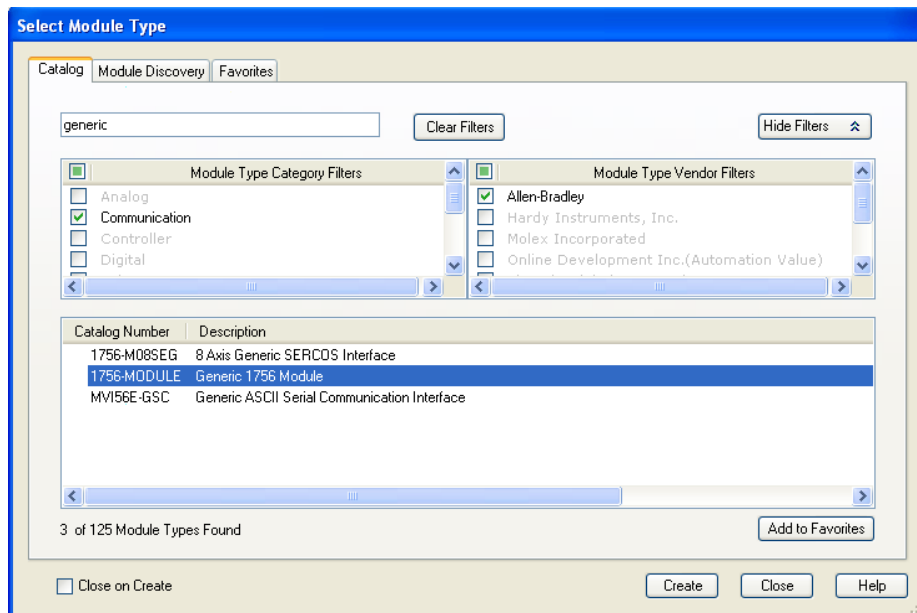 Select Module Type
Catalog Module Discovery Favorites
generic Clear Filters Hide Filters
Module Type Category Filters Module Type Vendor Filters
Analog Allen-Bradley
Communication Hardy Instruments, Inc.
Controller Molex Incorporated
Digital Online Development Inc.(Automation Value)
Catalog Number Description
1756-M08SEG 8 Axis Generic SERCOS Interface
1756-MODULE Generic 1756 Module
MVI56E-GSC Generic ASCII Serial Communication Interface
3 of 125 Module Types Found Add to Favorites
Close on Create Create Close Help